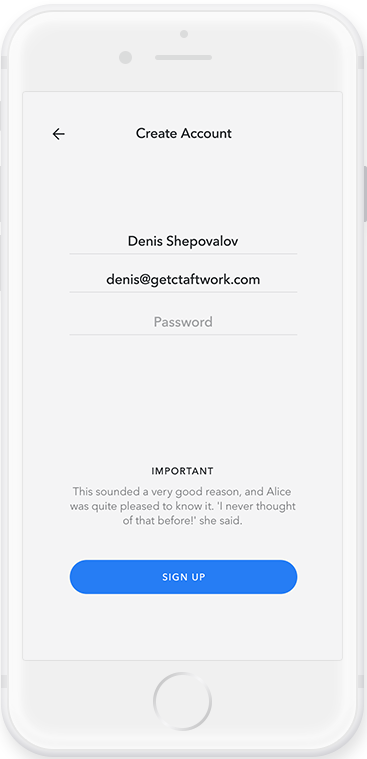 Create Account
Denis Shepovalov
denis@getctaftwork.com
Password
IMPORTANT
This sounded a very good reason, and Alice
was quite pleased to know it. 'I never thought
of that before!' she said.
SIGN UP